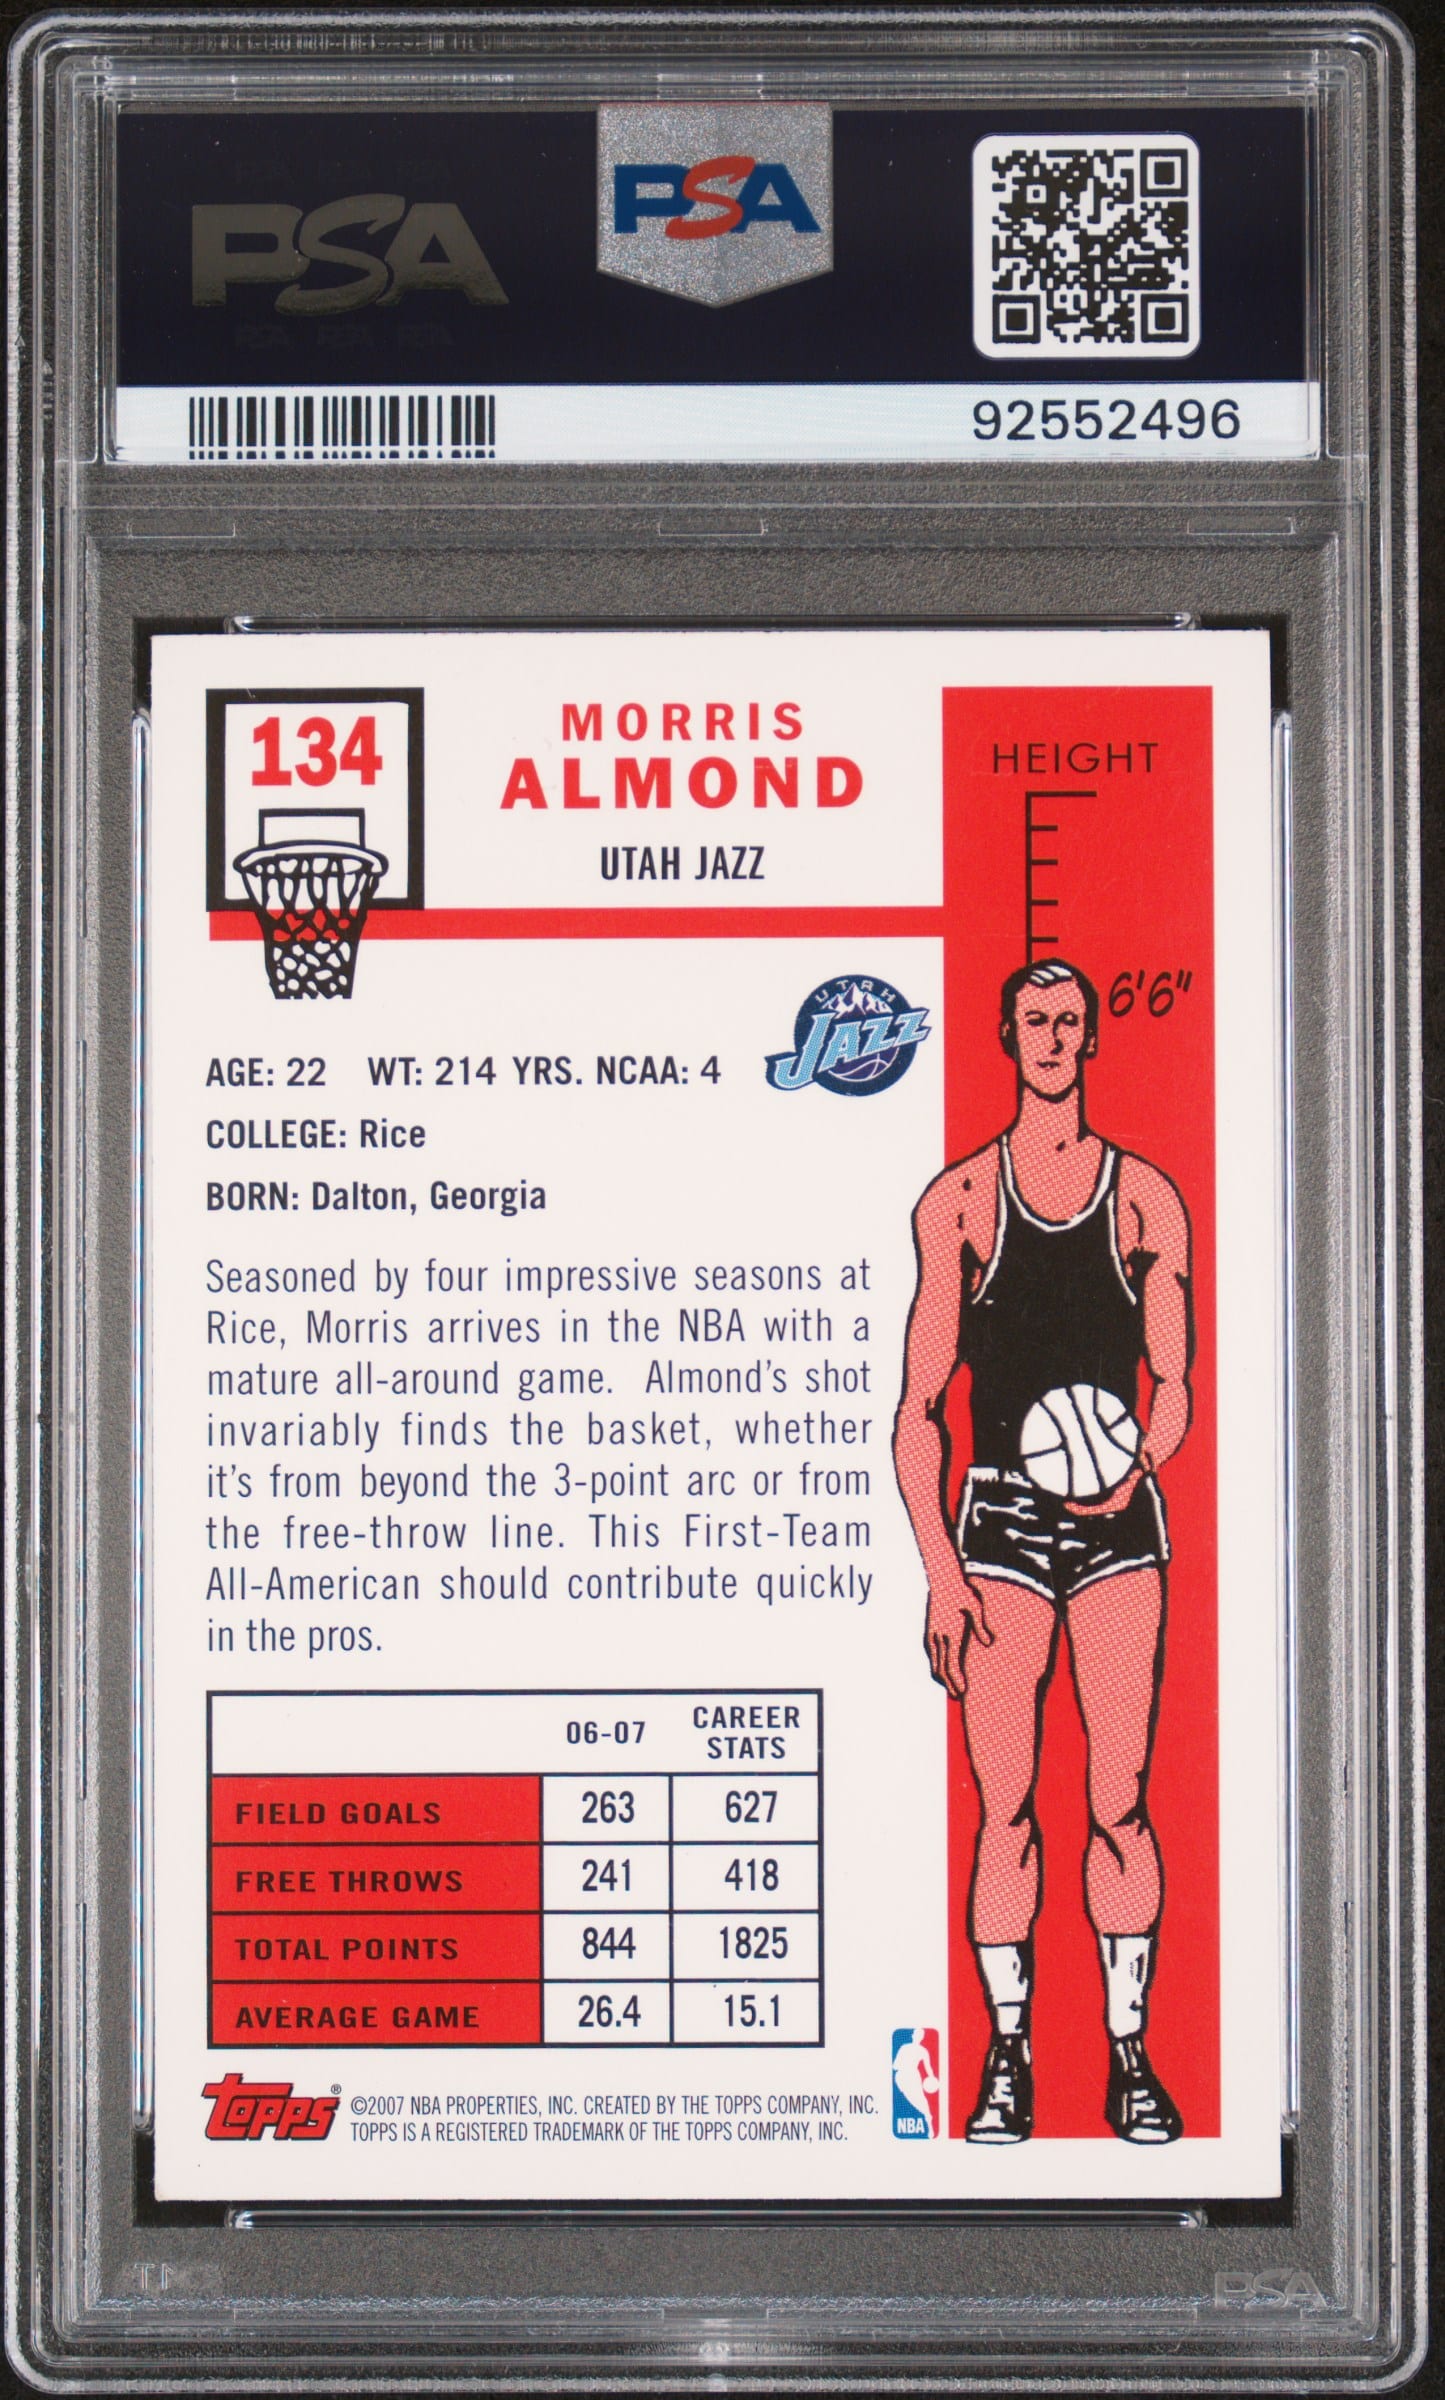 PSA
PSA
92552496
134
MORRIS
ALMOND
UTAH JAZZ
HEIGHT
6'6"
UTAH
JAZZ
AGE: 22 WT: 214 YRS. NCAA: 4
COLLEGE: Rice
BORN: Dalton, Georgia
Seasoned by four impressive seasons at
Rice, Morris arrives in the NBA with a
mature all-around game. Almond's shot
invariably finds the basket, whether
it's from beyond the 3-point arc or from
the free-throw line. This First-Team
All-American should contribute quickly
in the pros.
06-07 CAREER STATS
FIELD GOALS 263 627
FREE THROWS 241 418
TOTAL POINTS 844 1825
AVERAGE GAME 26.4 15.1
Topps® ©2007 NBA PROPERTIES, INC. CREATED BY THE TOPPS COMPANY, INC.
TOPPS IS A REGISTERED TRADEMARK OF THE TOPPS COMPANY, INC.
NBA
PSA